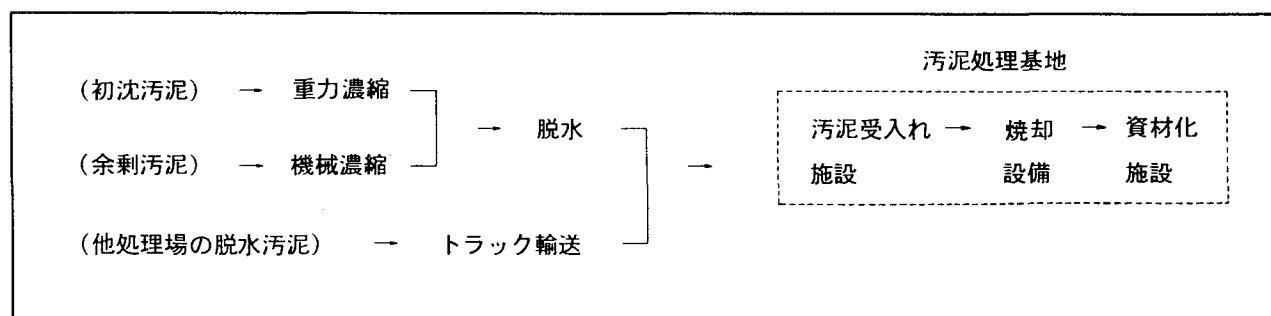 汚泥処理基地
(初沈汚泥) → 重力濃縮
→ 脱水
汚泥受入れ → 焼却 → 資材化
(余剰汚泥) → 機械濃縮
→
施設 設備 施設
(他処理場の脱水汚泥) → トラック輸送